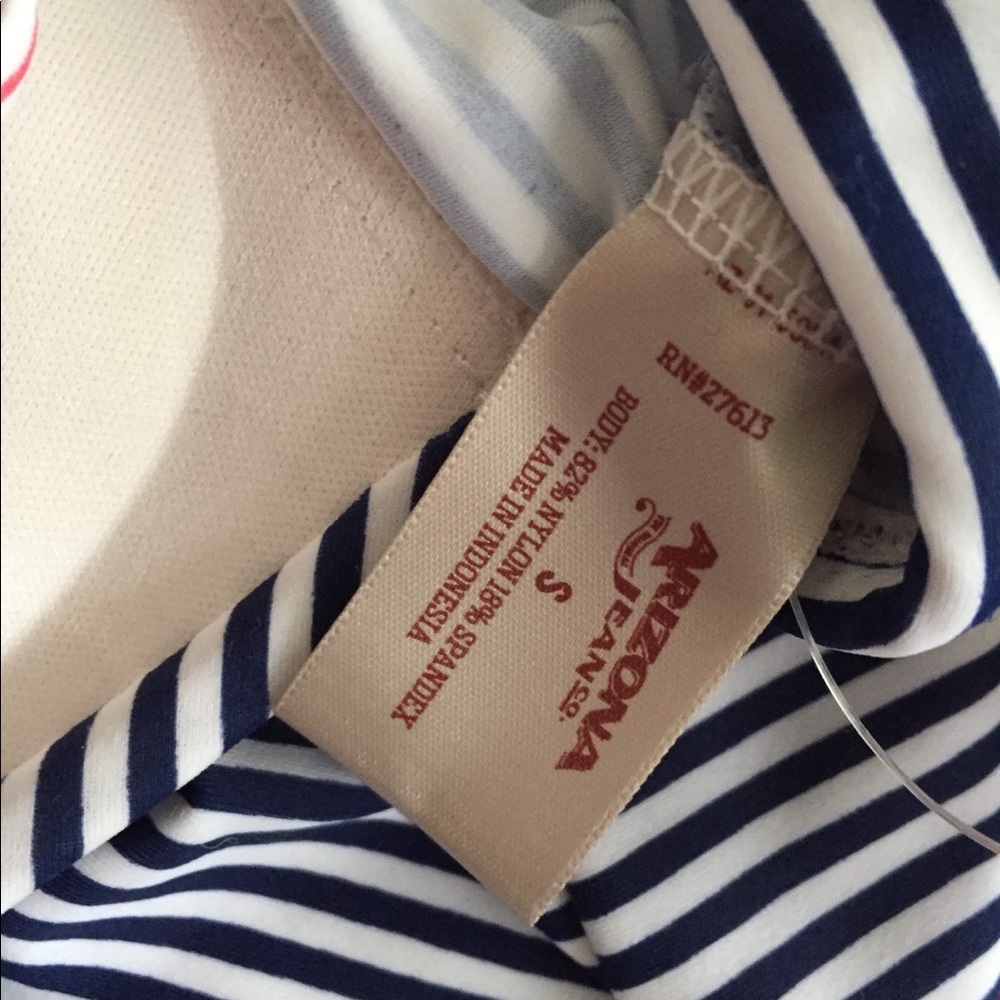 ARIZONA
JEAN CO.
S
BODY: 82% NYLON 18% SPANDEX
MADE IN INDONESIA
RN#27613